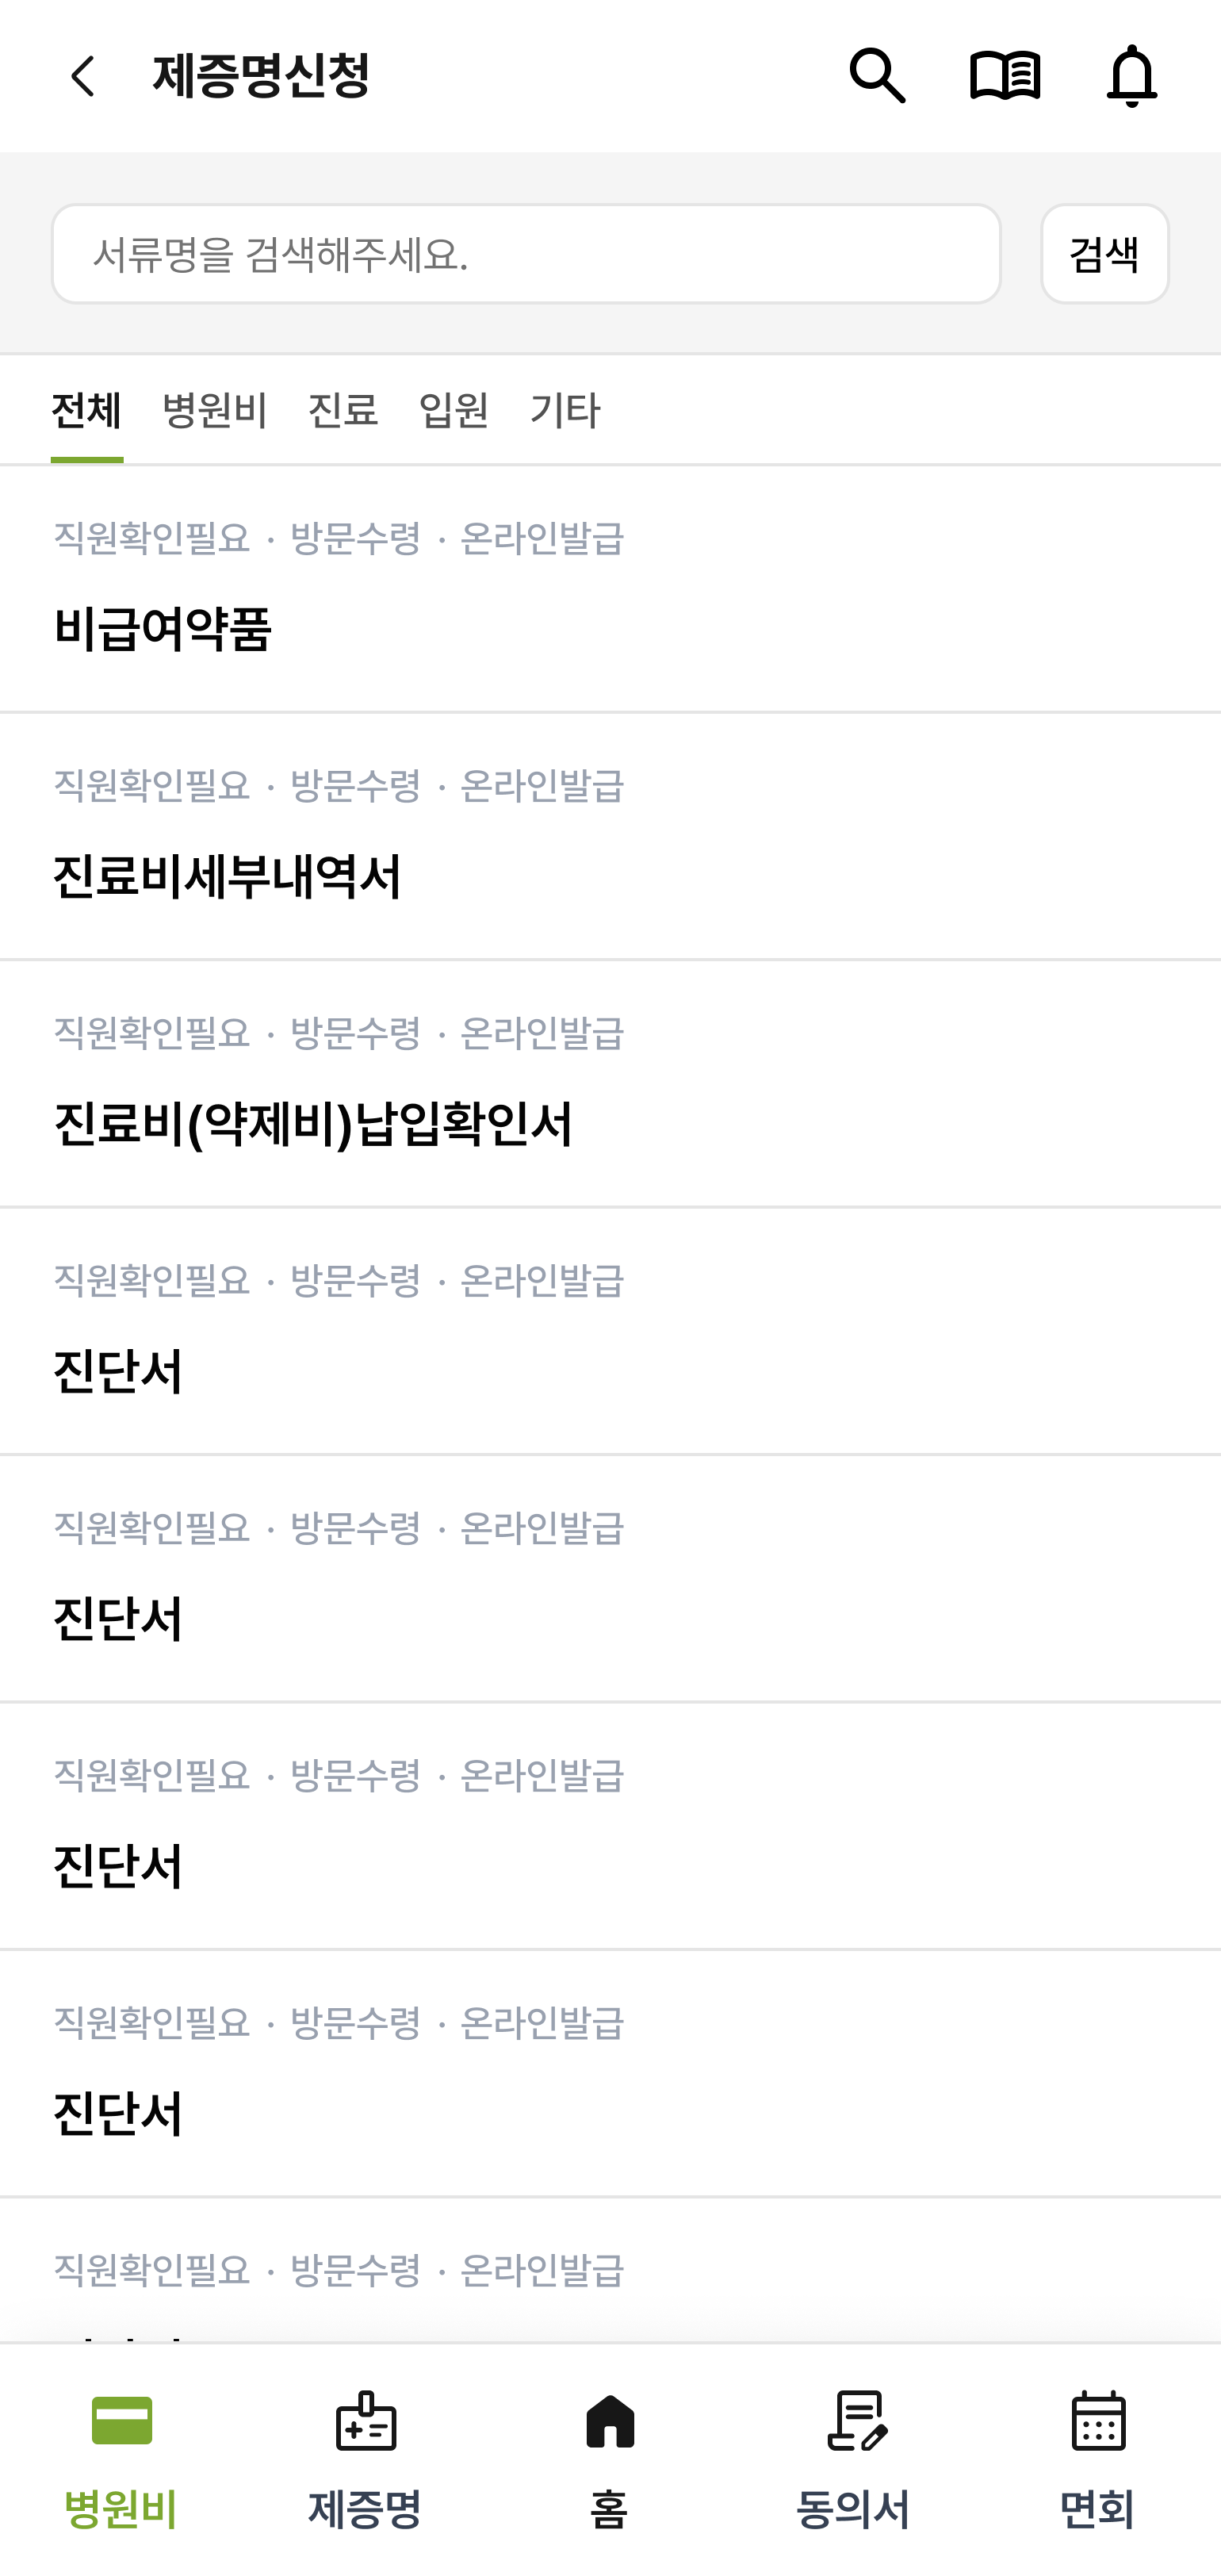 제증명신청
서류명을 검색해주세요.
검색
전체 병원비 진료 입원 기타
직원확인필요 · 방문수령 · 온라인발급
비급여약품
직원확인필요 · 방문수령 · 온라인발급
진료비세부내역서
직원확인필요 · 방문수령 · 온라인발급
진료비(약제비)납입확인서
직원확인필요 · 방문수령 · 온라인발급
진단서
직원확인필요 · 방문수령 · 온라인발급
진단서
직원확인필요 · 방문수령 · 온라인발급
진단서
직원확인필요 · 방문수령 · 온라인발급
진단서
직원확인필요 · 방문수령 · 온라인발급
병원비 제증명 홈 동의서 면회